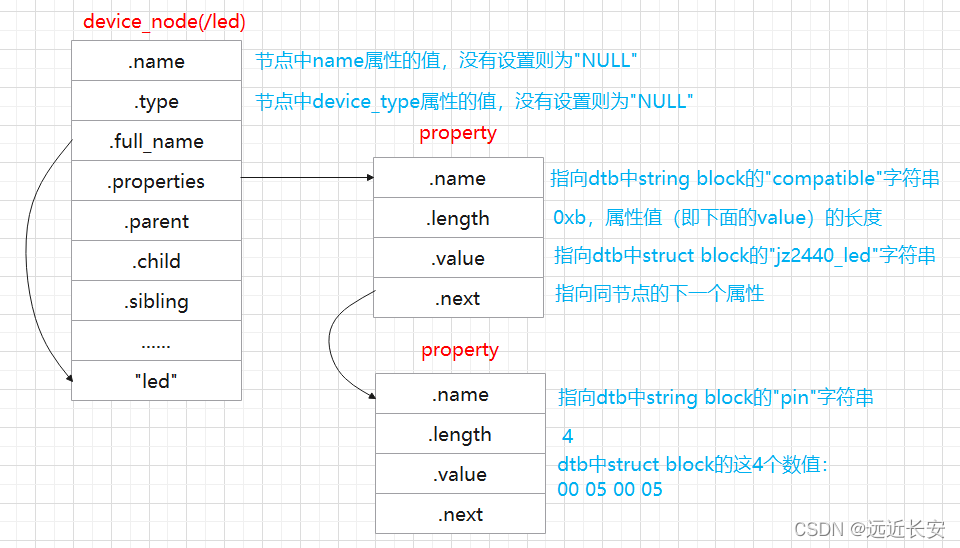 device_node(/led)
.name
节点中name属性的值，没有设置则为"NULL"
.type
节点中device_type属性的值，没有设置则为"NULL"
.full_name
.properties
.parent
.child
.sibling
......
"led"
property
.name
指向dtb中string block的"compatible"字符串
.length
0xb，属性值（即下面的value）的长度
.value
指向dtb中struct block的"jz2440_led"字符串
.next
指向同节点的下一个属性
property
.name
指向dtb中string block的"pin"字符串
.length
4
.value
dtb中struct block的这4个数值：
00 05 00 05
.next
CSDN @远近长安